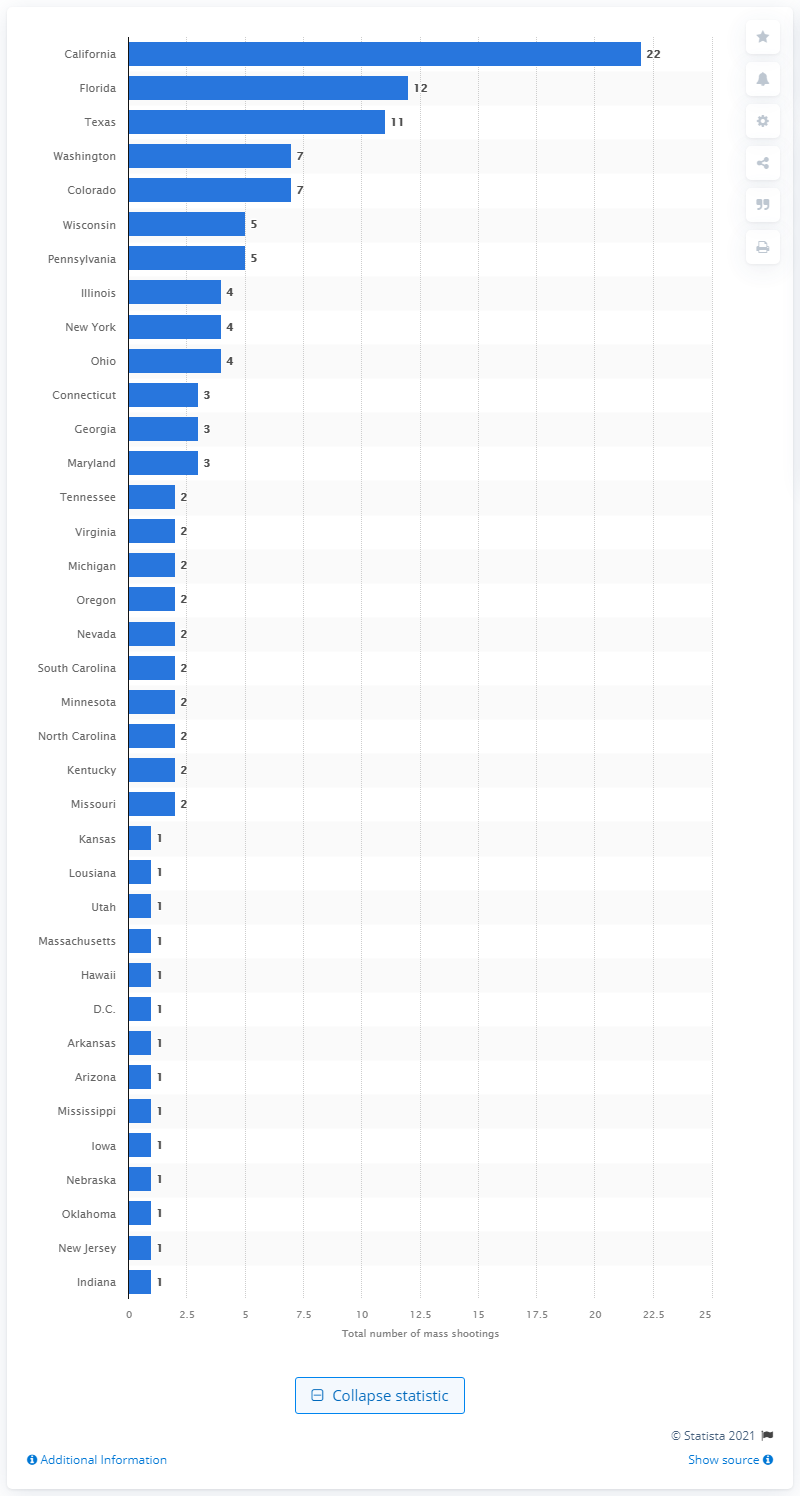 California 22
Florida 12
Texas 11
Washington 7
Colorado 7
Wisconsin 5
Pennsylvania 5
Illinois 4
New York 4
Ohio 4
Connecticut 3
Georgia 3
Maryland 3
Tennessee 2
Virginia 2
Michigan 2
Oregon 2
Nevada 2
South Carolina 2
Minnesota 2
North Carolina 2
Kentucky 2
Missouri 2
Kansas 1
Lousiana 1
Utah 1
Massachusetts 1
Hawaii 1
D.C. 1
Arkansas 1
Arizona 1
Mississippi 1
Iowa 1
Nebraska 1
Oklahoma 1
New Jersey 1
Indiana 1
0 2.5 5 7.5 10 12.5 15 17.5 20 22.5 25
Total number of mass shootings
Collapse statistic
© Statista 2021
Additional Information Show source